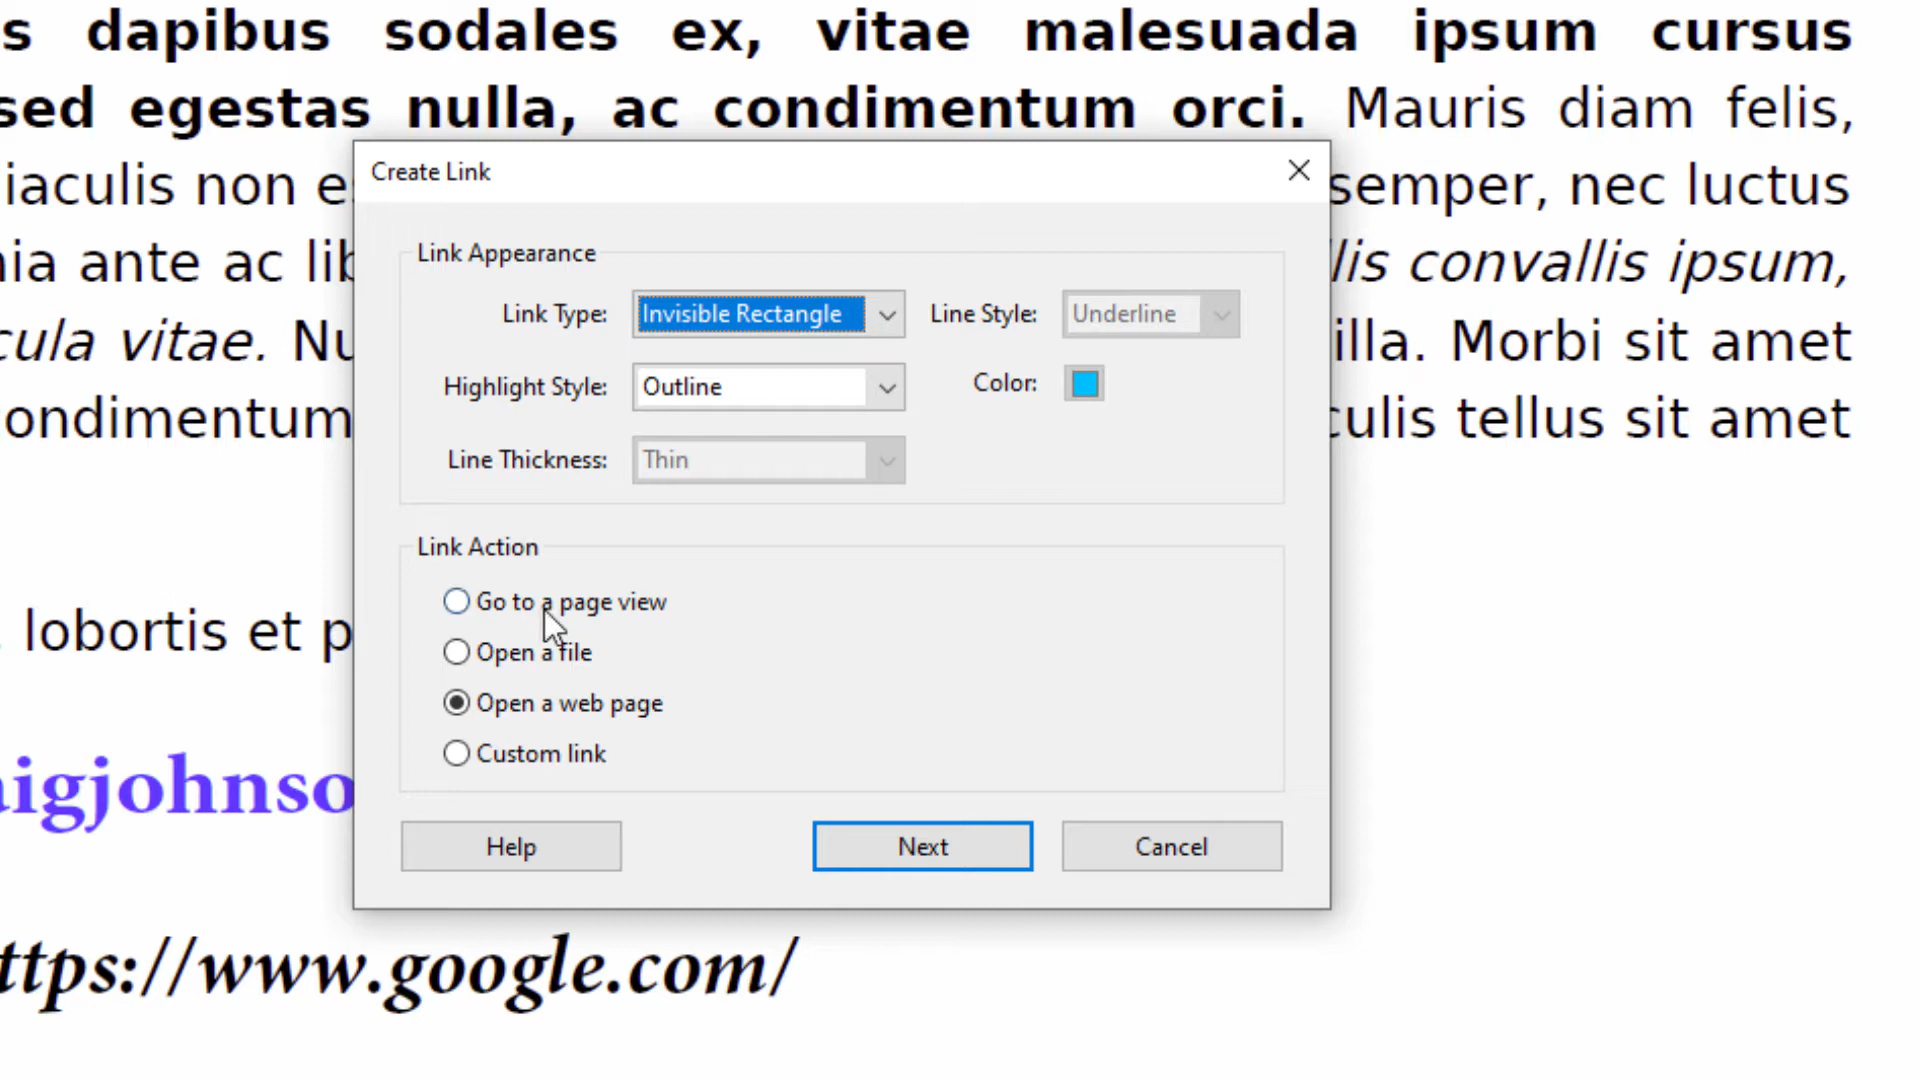 s dapibus sodales ex, vitae malesuada ipsum cursus
sed egestas nulla, ac condimentum orci. Mauris diam felis,
iaculis non e semper, nec luctus
nia ante ac lib llis convallis ipsum,
cula vitae. Nu illa. Morbi sit amet
ondimentum culis tellus sit amet
lobortis et p
aigjohnso
ttps://www.google.com/
Create Link
Link Appearance
Link Type: Invisible Rectangle Line Style: Underline
Highlight Style: Outline Color:
Line Thickness: Thin
Link Action
Go to a page view
Open a file
Open a web page
Custom link
Help Next Cancel